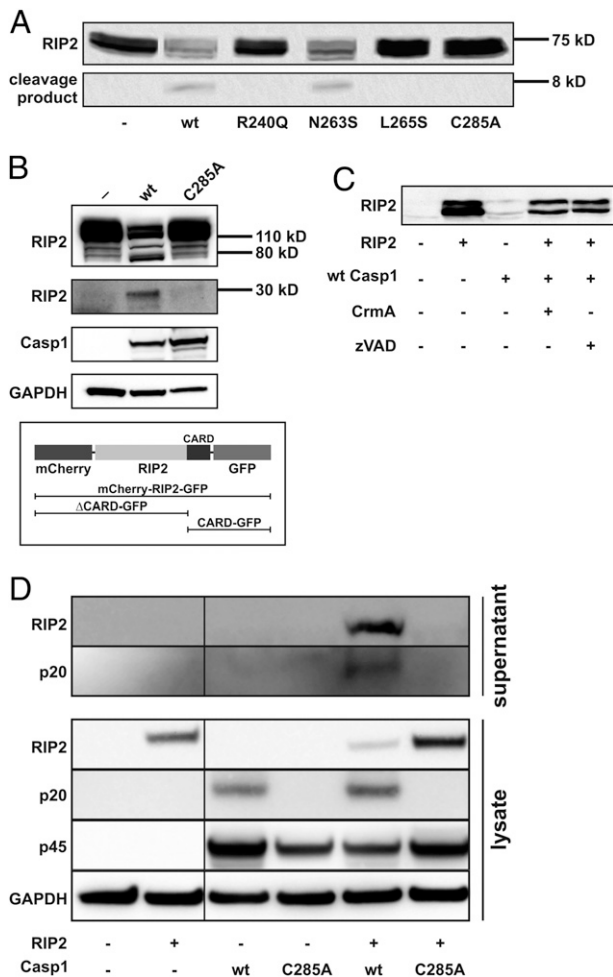 A
RIP2
75 kD
cleavage product
8 kD
- wt R240Q N263S L265S C285A
B
– wt C285A
RIP2
110 kD
80 kD
RIP2
30 kD
Casp1
GAPDH
CARD
mCherry RIP2 GFP
mCherry-RIP2-GFP
ΔCARD-GFP
CARD-GFP
C
RIP2
RIP2 - + - + +
wt Casp1 - - + + +
CrmA - - - + -
zVAD - - - - +
D
RIP2
p20
supernatant
RIP2
p20
p45
GAPDH
lysate
RIP2 - + - - + +
Casp1 - - wt C285A wt C285A